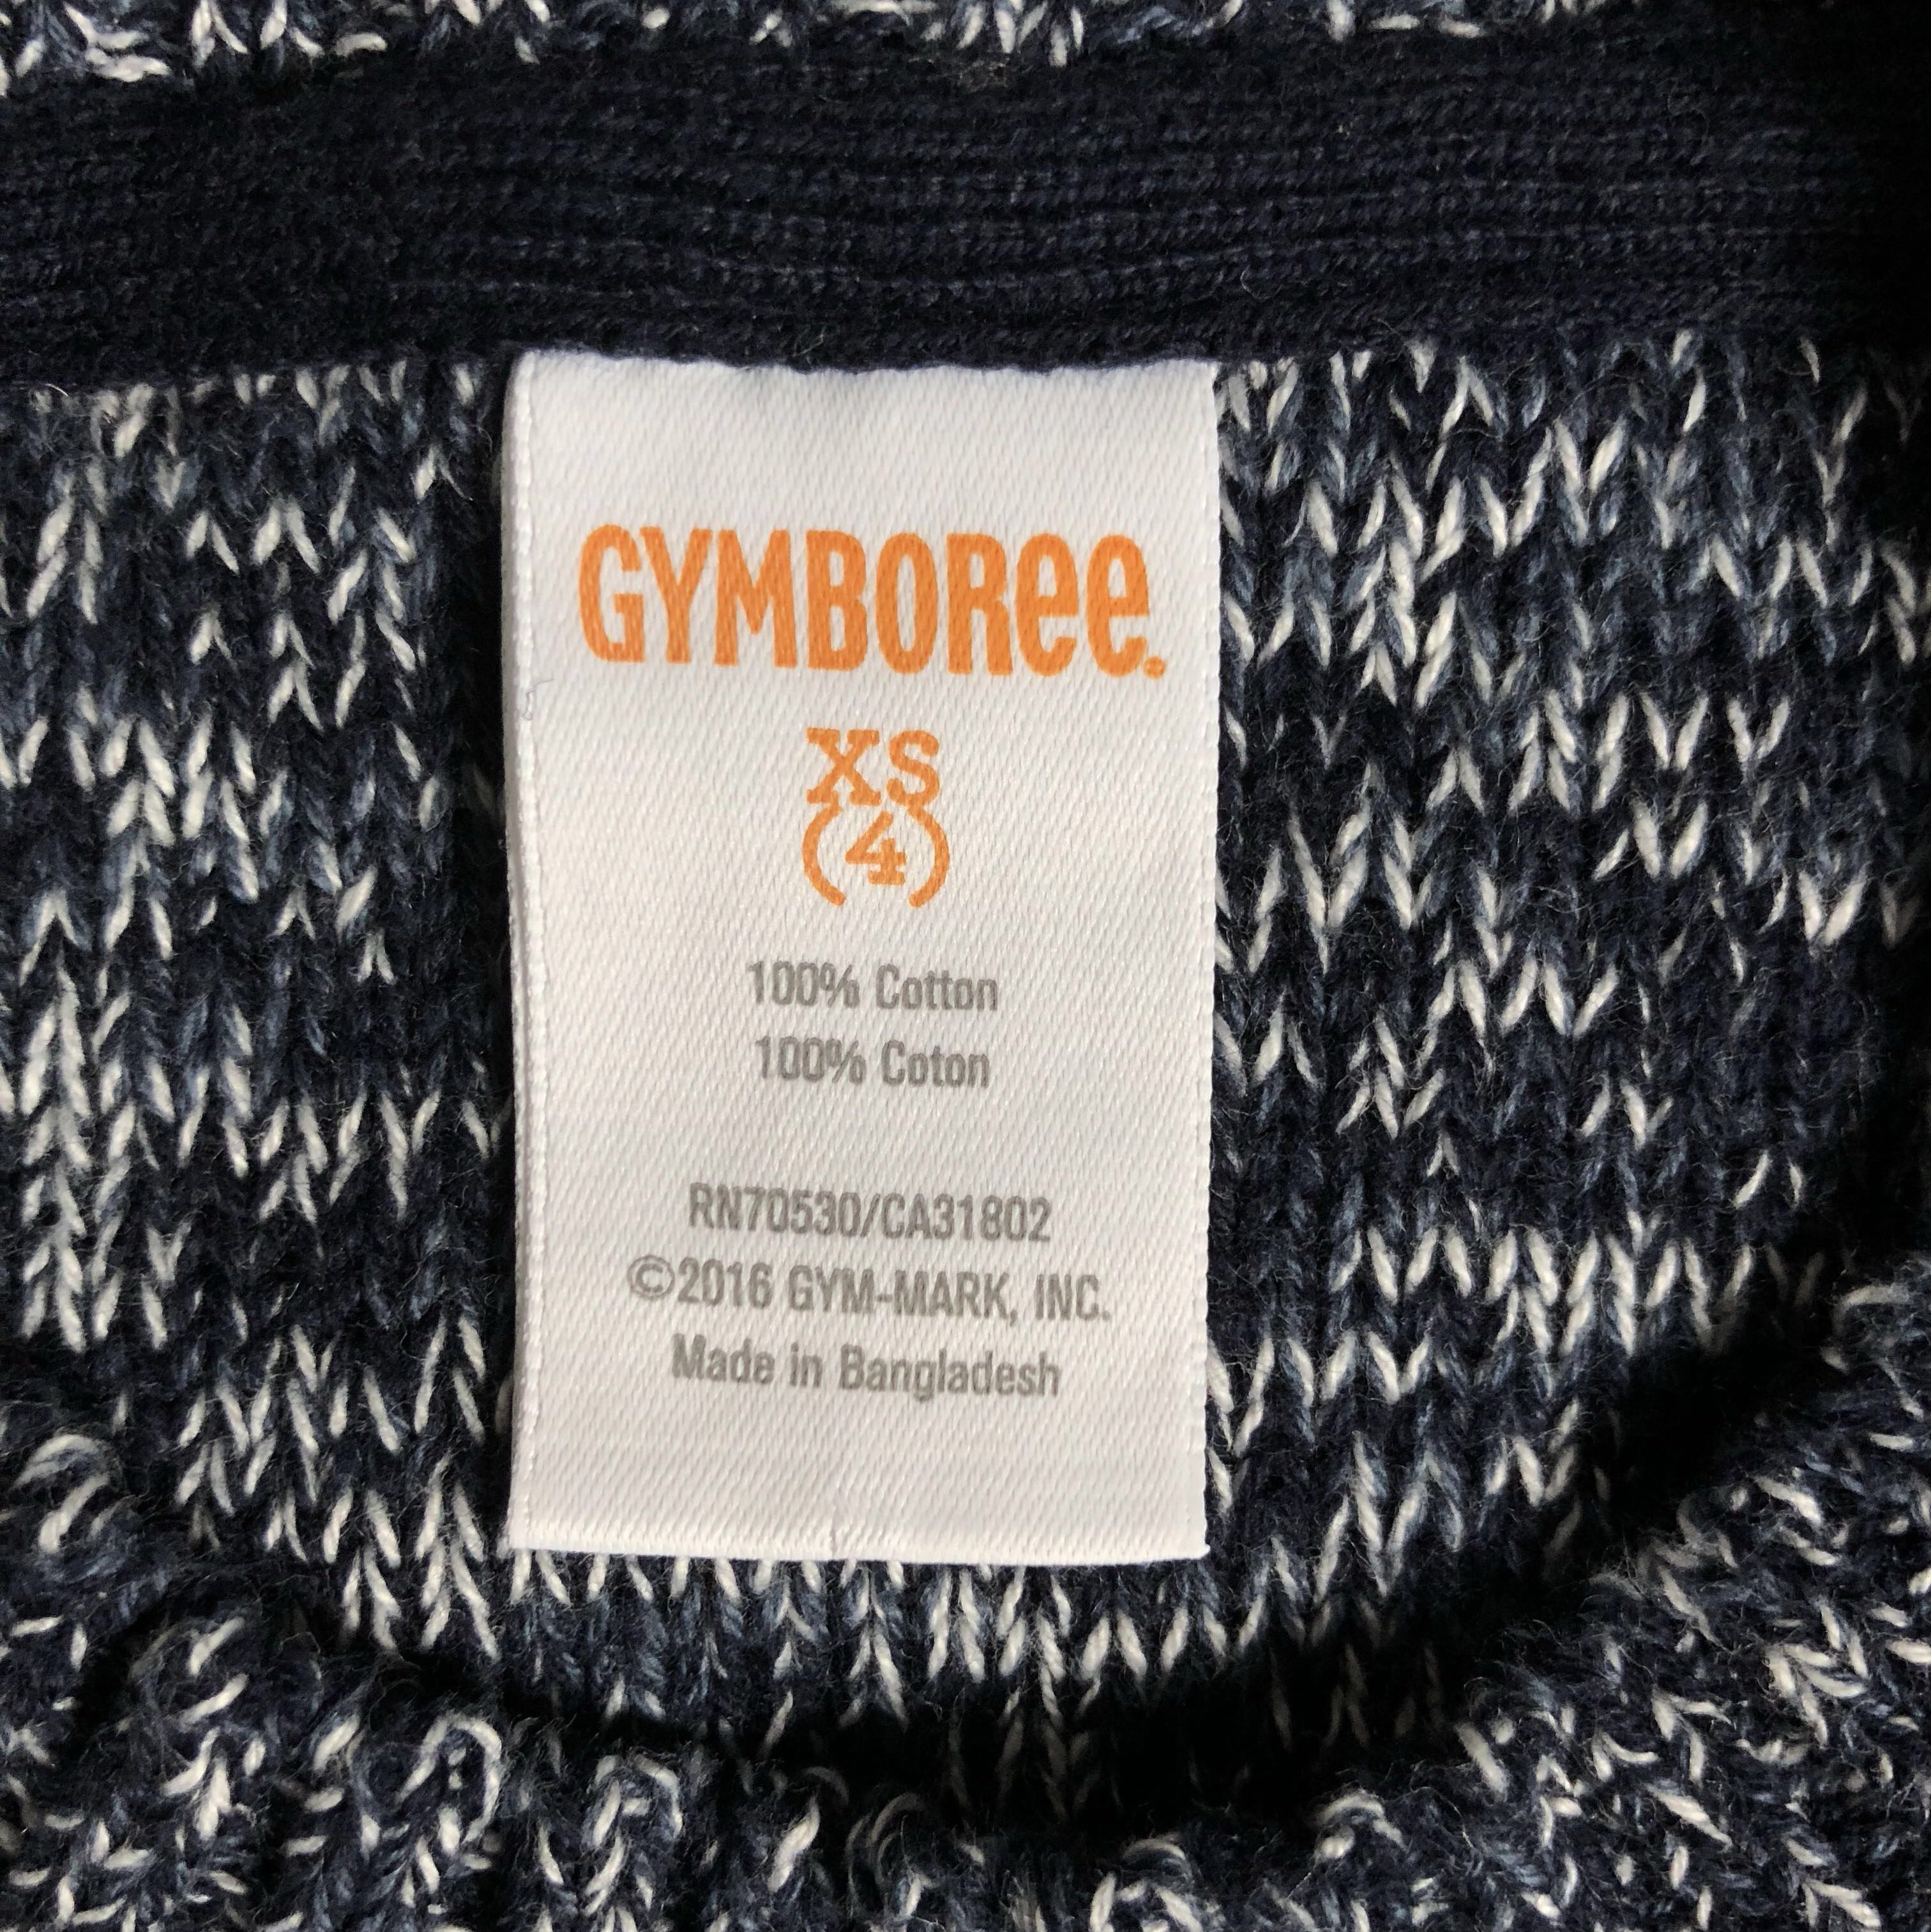 GYMBORee.
XS
(4)
100% Cotton
100% Coton
RN70530/CA31802
©2016 GYM-MARK, INC.
Made in Bangladesh